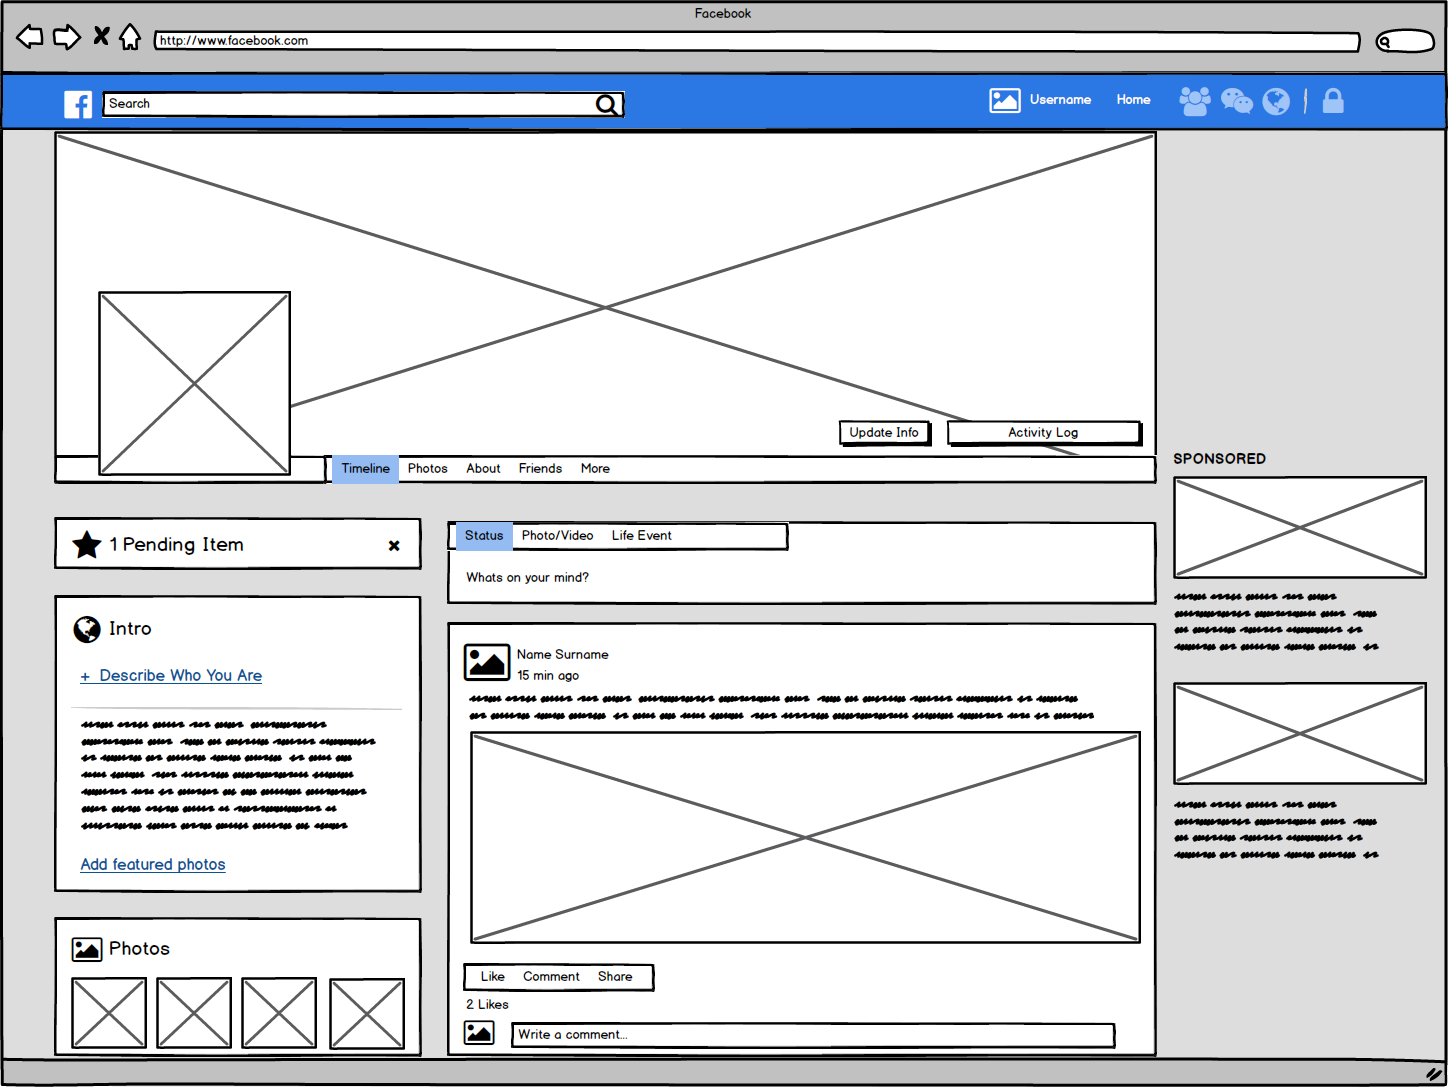 Facebook
http://www.facebook.com
Search
Username Home
Update Info Activity Log
Timeline Photos About Friends More
SPONSORED
1 Pending Item
Status Photo/Video Life Event
Whats on your mind?
Intro
+ Describe Who You Are
Add featured photos
Photos
Name Surname
15 min ago
Like Comment Share
2 Likes
Write a comment...